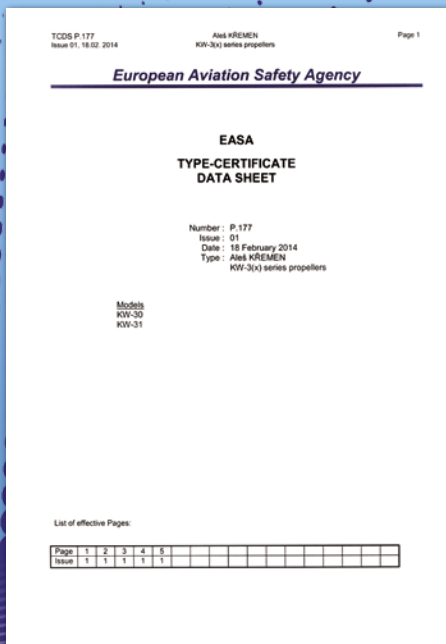 TCDS P.177 Aleš KŘEMEN Page 1
Issue 01, 18.02. 2014 KW-3(x) series propellers
European Aviation Safety Agency
EASA
TYPE-CERTIFICATE
DATA SHEET
Number : P.177
Issue : 01
Date : 18 February 2014
Type : Aleš KŘEMEN
KW-3(x) series propellers
Models
KW-30
KW-31
List of effective Pages:
Page 1 2 3 4 5
Issue 1 1 1 1 1